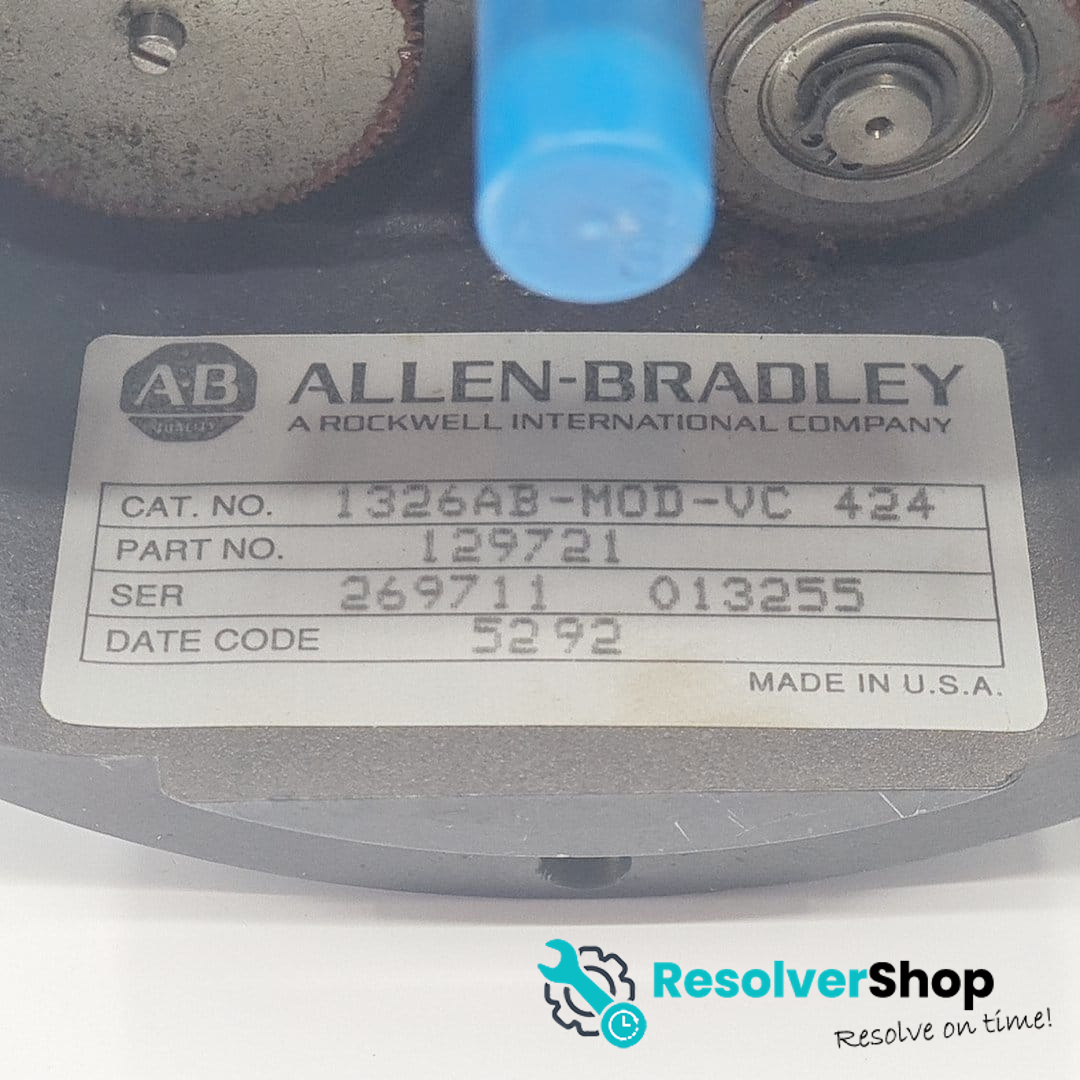 A·B
QUALITY
ALLEN-BRADLEY
A ROCKWELL INTERNATIONAL COMPANY
CAT. NO. 1326AB-MOD-VC 424
PART NO. 129721
SER 269711 013255
DATE CODE 5292
MADE IN U.S.A.
ResolverShop
Resolve on time!